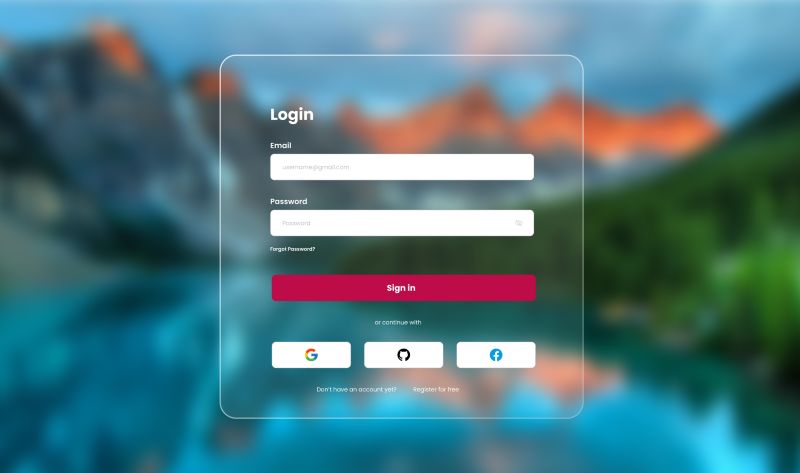 Login
Email
username@gmail.com
Password
Password
Forgot Password?
Sign in
or continue with
Don't have an account yet? Register for free